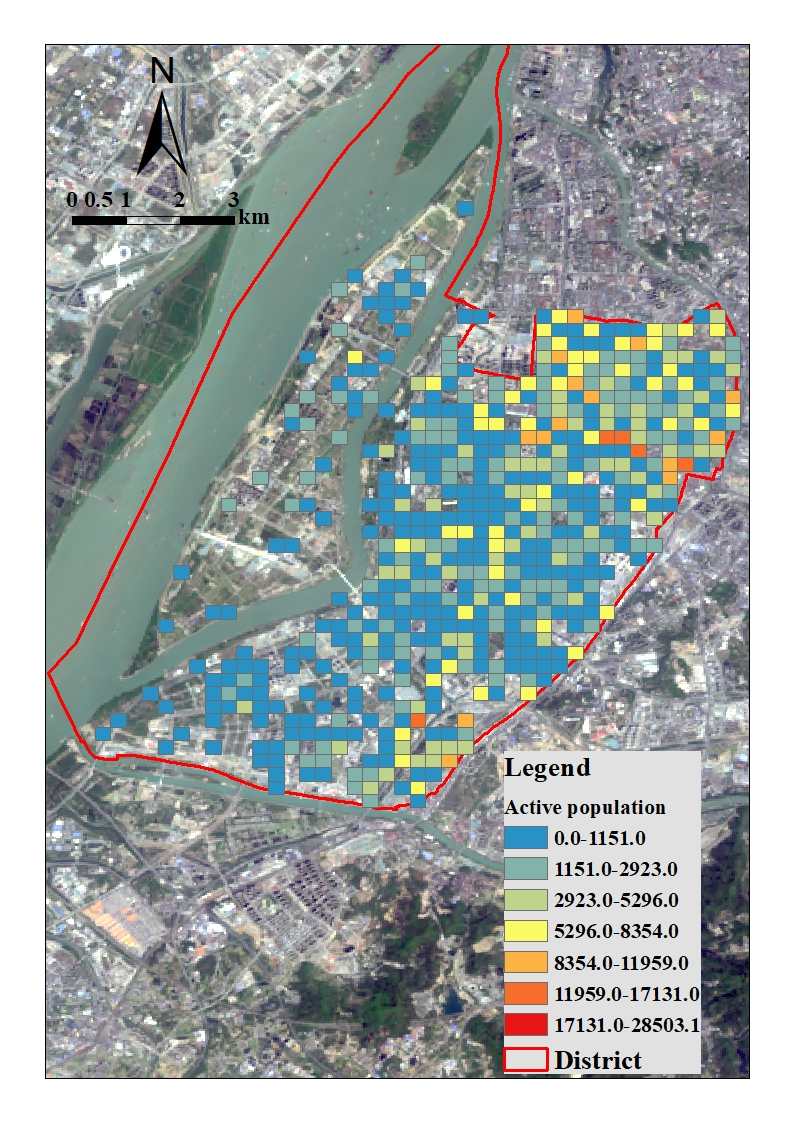 N
0 0.5 1 2 3
km
Legend
Active population
0.0-1151.0
1151.0-2923.0
2923.0-5296.0
5296.0-8354.0
8354.0-11959.0
11959.0-17131.0
17131.0-28503.1
District